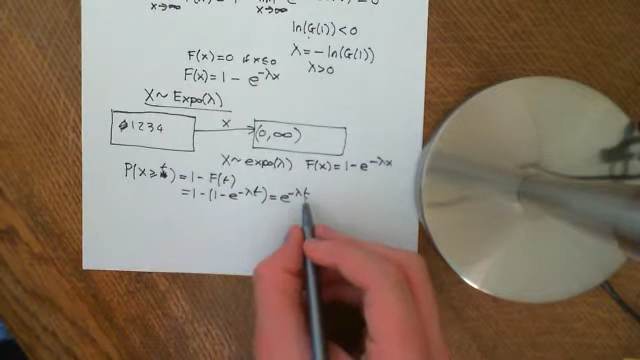 ln(G(1)) < 0
F(x)=0 if x≤0
λ = -ln(G(1))
F(x) = 1 - e^{-λx}
λ>0
X ~ Expo(λ)
1234
x
(0,∞)
X ~ expo(λ) F(x) = 1-e^{-λx}
P(X ≥ t) = 1 - F(t)
= 1-(1-e^{-λt}) = e^{-λt}